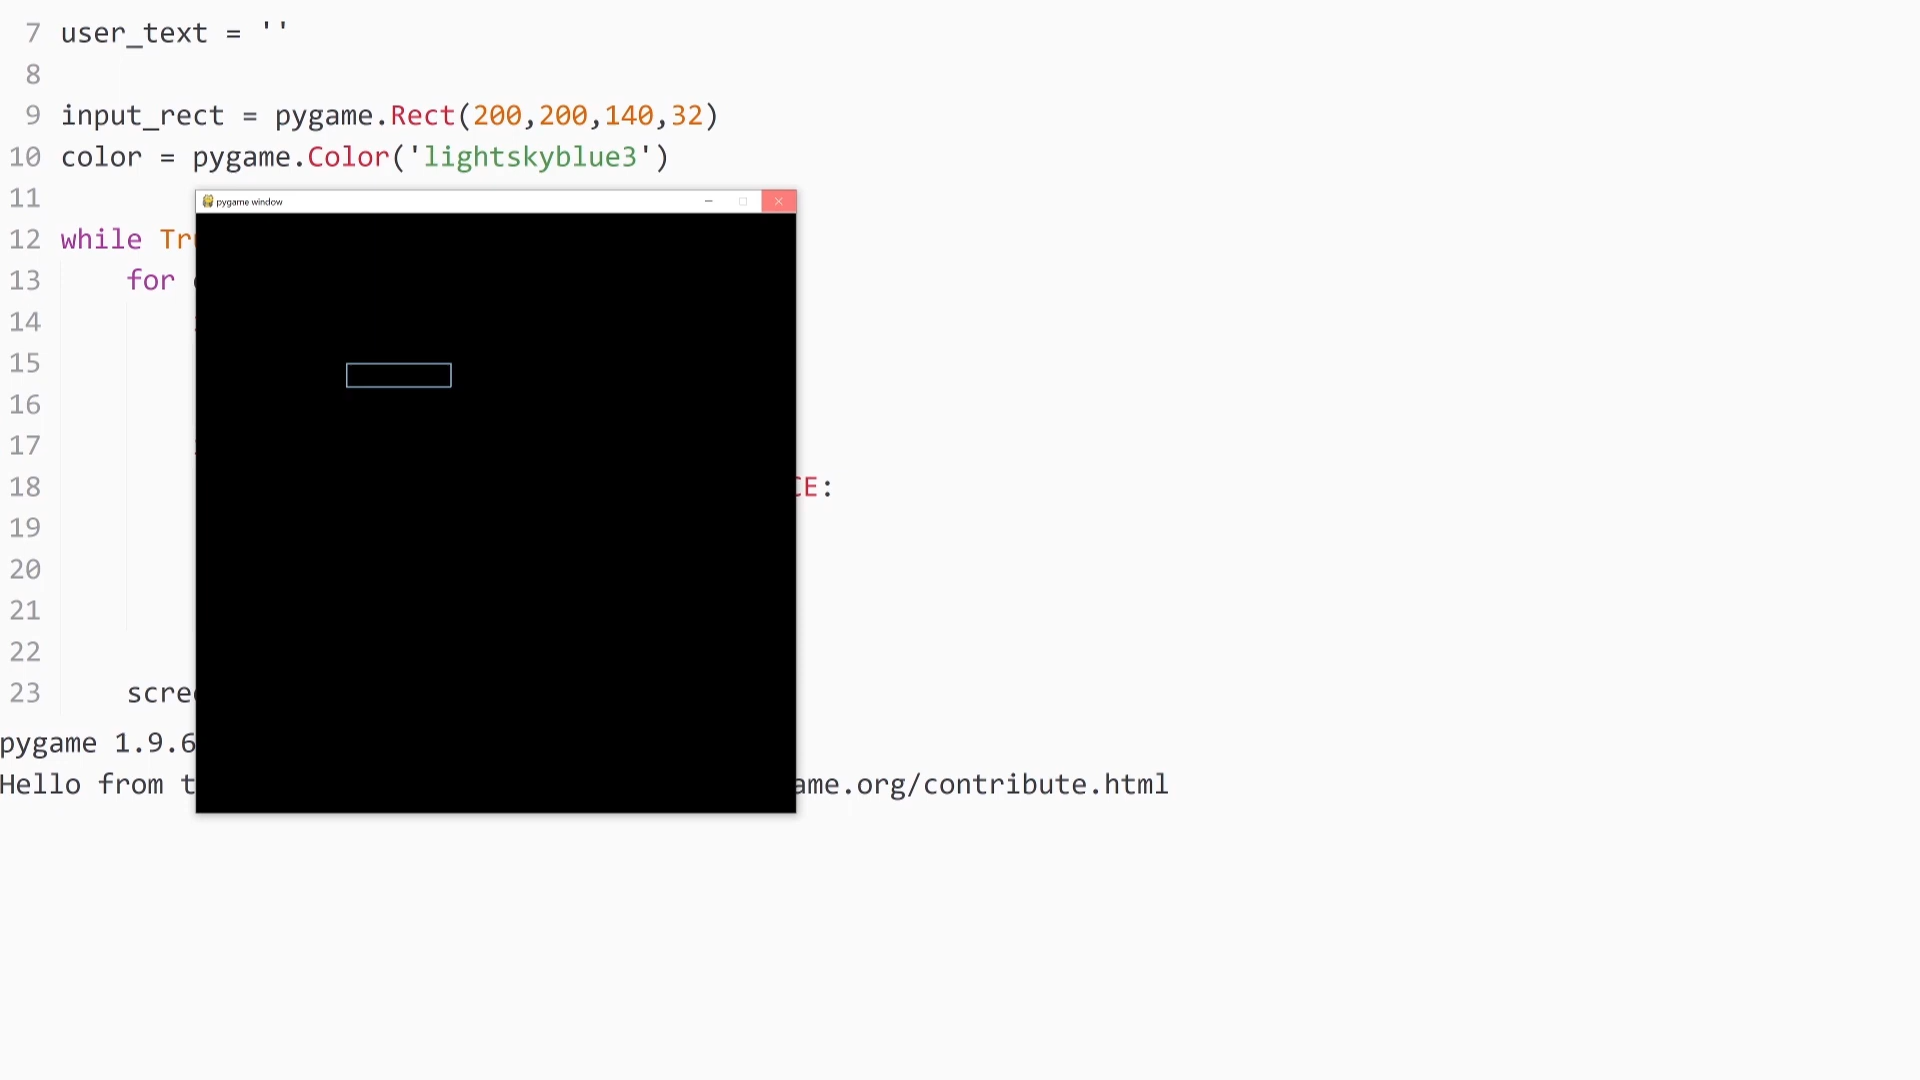 7 user_text = ''
8
9 input_rect = pygame.Rect(200,200,140,32)
10 color = pygame.Color('lightskyblue3')
11
pygame window
12 while
13 for
14
15
16
17
18 CE:
19
20
21
22
23
pygame 1.9.6
Hello from ame.org/contribute.html